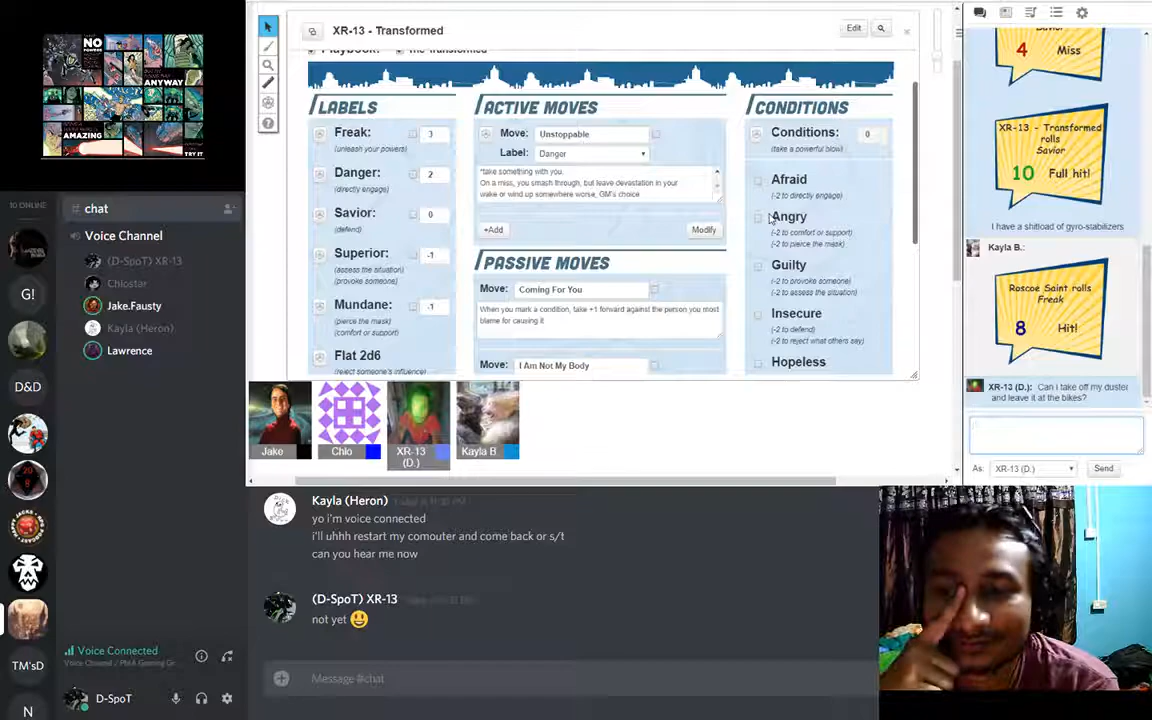 NO
POWERS
ANYWAY
AMAZING
TRY IT
10 ONLINE
G!
D&D
20
TM'sD
N
# chat
Voice Channel
(D-SpoT) XR-13
Chlostar
Jake.Fausty
Kayla (Heron)
Lawrence
Voice Connected
D-SpoT
XR-13 - Transformed
Edit
LABELS
Freak: 3
(unleash your powers)
Danger: 2
(directly engage)
Savior: 0
(defend)
Superior: -1
(assess the situation)
(provoke someone)
Mundane: -1
(pierce the mask)
(comfort or support)
Flat 2d6
(reject someone's influence)
ACTIVE MOVES
Move: Unstoppable
Label: Danger
*take something with you.
On a miss, you smash through, but leave devastation in your
wake or wind up somewhere worse, GM's choice
+Add
Modify
PASSIVE MOVES
Move: Coming For You
When you mark a condition, take +1 forward against the person you most
blame for causing it
Move: I Am Not My Body
CONDITIONS
Conditions: 0
(take a powerful blow)
Afraid
(-2 to directly engage)
Angry
(-2 to comfort or support)
(-2 to pierce the mask)
Guilty
(-2 to provoke someone)
(-2 to assess the situation)
Insecure
(-2 to defend)
(-2 to reject what others say)
Hopeless
Jake
Chlo
XR-13
(D.)
Kayla B
Savior
4 Miss
XR-13 - Transformed
rolls
Savior
10 Full hit!
I have a shitload of gyro-stabilizers
Kayla B.:
Roscoe Saint rolls
Freak
8 Hit!
XR-13 (D.): Can i take off my duster
and leave it at the bikes?
As: XR-13 (D.)
Send
Kayla (Heron)
yo i'm voice connected
i'll uhhh restart my comouter and come back or s/t
can you hear me now
(D-SpoT) XR-13
not yet 😃
Message #chat